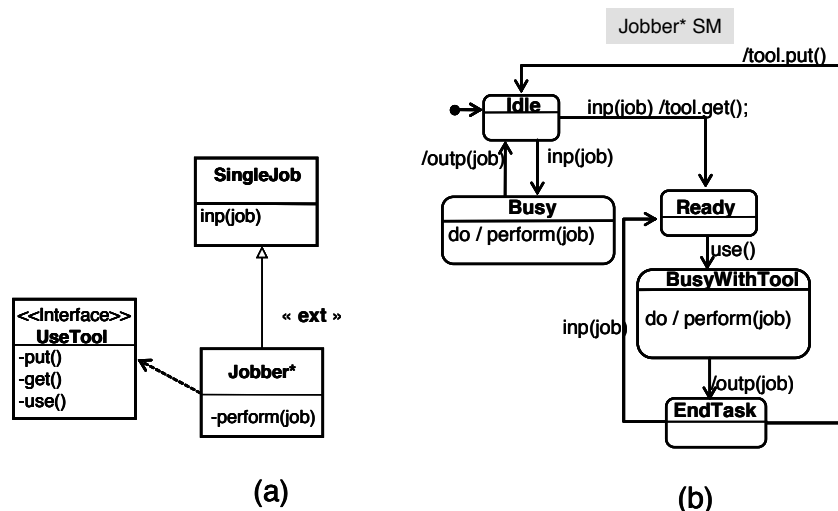 SingleJob
inp(job)
« ext »
<<Interface>>
UseTool
-put()
-get()
-use()
Jobber*
-perform(job)
(a)
Jobber* SM
/tool.put()
Idle
inp(job) /tool.get();
/outp(job)
inp(job)
Busy
do / perform(job)
Ready
use()
BusyWithTool
do / perform(job)
inp(job)
/outp(job)
EndTask
(b)